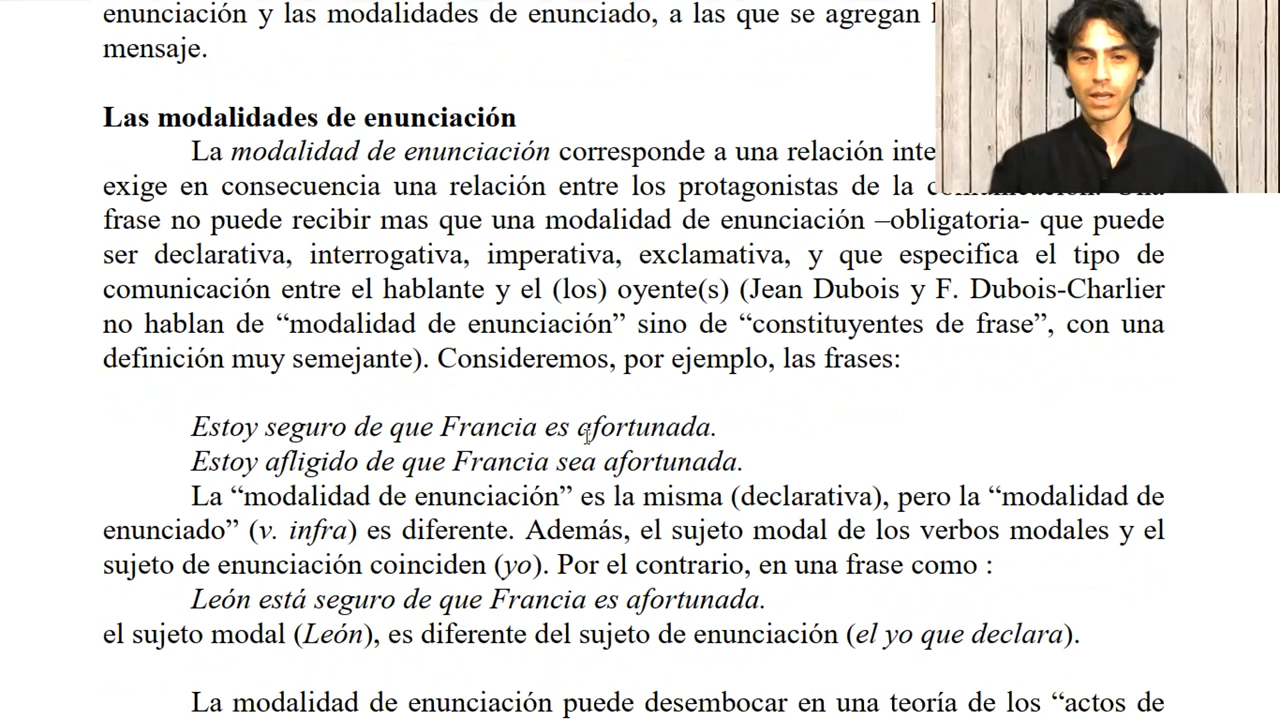 enunciación y las modalidades de enunciado, a las que se agregan
mensaje.
Las modalidades de enunciación
La modalidad de enunciación corresponde a una relación
exige en consecuencia una relación entre los protagonistas de la
frase no puede recibir mas que una modalidad de enunciación –obligatoria- que puede
ser declarativa, interrogativa, imperativa, exclamativa, y que especifica el tipo de
comunicación entre el hablante y el (los) oyente(s) (Jean Dubois y F. Dubois-Charlier
no hablan de “modalidad de enunciación” sino de “constituyentes de frase”, con una
definición muy semejante). Consideremos, por ejemplo, las frases:
Estoy seguro de que Francia es afortunada.
Estoy afligido de que Francia sea afortunada.
La “modalidad de enunciación” es la misma (declarativa), pero la “modalidad de
enunciado” (v. infra) es diferente. Además, el sujeto modal de los verbos modales y el
sujeto de enunciación coinciden (yo). Por el contrario, en una frase como :
León está seguro de que Francia es afortunada.
el sujeto modal (León), es diferente del sujeto de enunciación (el yo que declara).
La modalidad de enunciación puede desembocar en una teoría de los “actos de